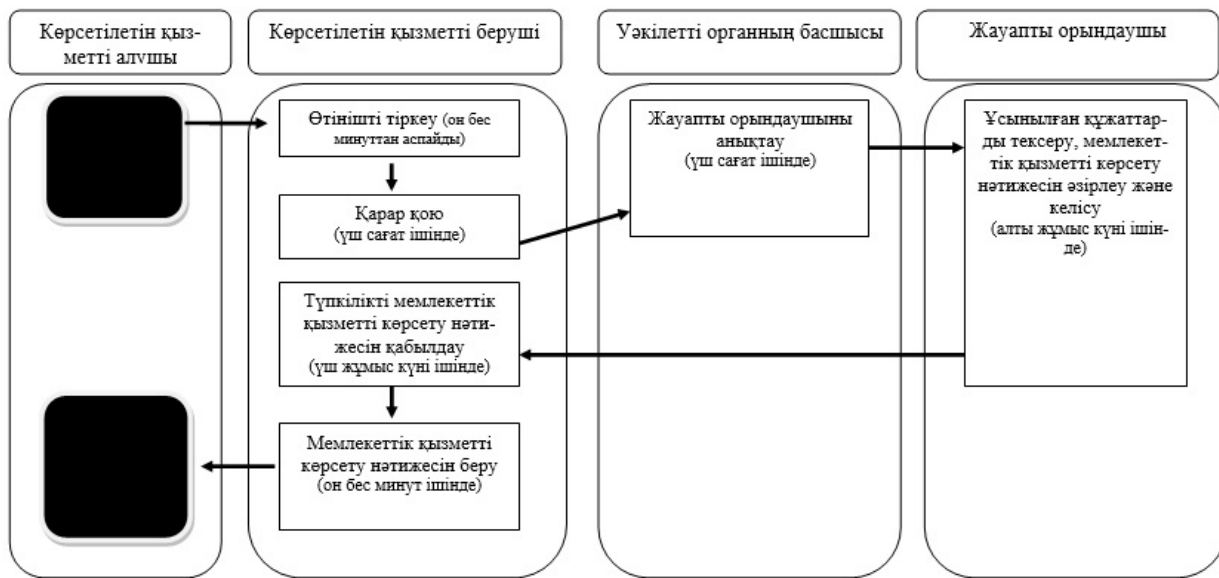 Көрсетілетін қыз-
метті алушы
Көрсетілетін қызметті беруші
Уәкілетті органның басшысы
Жауапты орындаушы
Өтінішті тіркеу (он бес
минуттан аспайды)
Қарар қою
(үш сағат ішінде)
Түпкілікті мемлекеттік
қызметті көрсету нәти-
жесін қабылдау
(үш жұмыс күні ішінде)
Мемлекеттік қызметті
көрсету нәтижесін беру
(он бес минут ішінде)
Жауапты орындаушыны
анықтау
(үш сағат ішінде)
Ұсынылған құжаттар-
ды тексеру, мемлекет-
тік қызметті көрсету
нәтижесін әзірлеу және
келісу
(алты жұмыс күні ішін-
де)